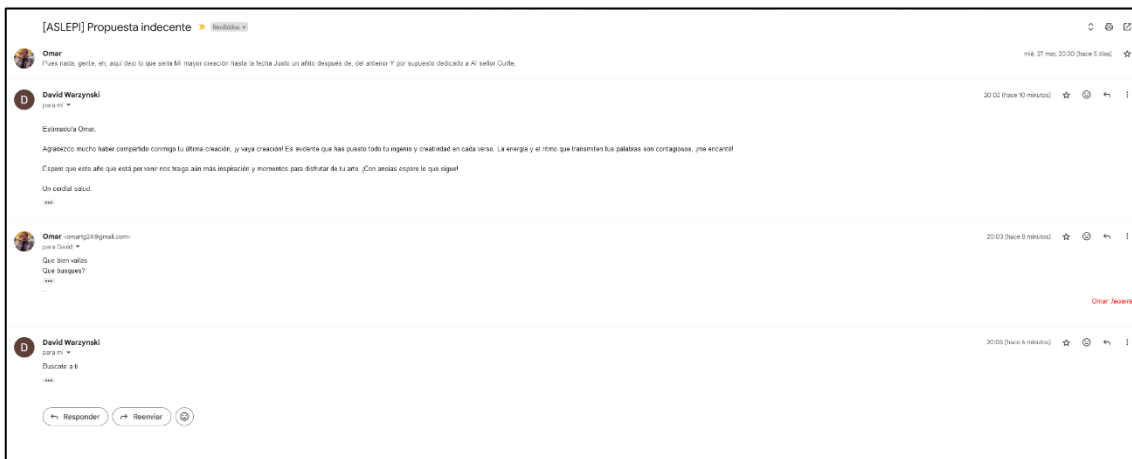 [ASLEPI] Propuesta indecente Recibidos x
Omar
mié, 27 mar, 20:30 (hace 5 días)
Pues nada, gente, eh, aquí dejo lo que sería Mi mayor creación hasta la fecha Justo un añito después de, del anterior Y por supuesto dedicado a Al señor Guille,
D
David Warzynski
20:02 (hace 10 minutos)
para mí
Estimado/a Omar,
Agradezco mucho haber compartido conmigo tu última creación, ¡y vaya creación! Es evidente que has puesto todo tu ingenio y creatividad en cada verso. La energía y el ritmo que transmiten tus palabras son contagiosos, ¡me encantó!
Espero que este año que está por venir nos traiga aún más inspiración y momentos para disfrutar de tu arte. ¡Con ansias espero lo que sigue!
Un cordial salud.
Omar <omartg24@gmail.com>
20:03 (hace 8 minutos)
para David
Que bien vailas
Que busques?
--
Omar
D
David Warzynski
20:05 (hace 6 minutos)
para mí
Buscate a ti
Responder
Reenviar